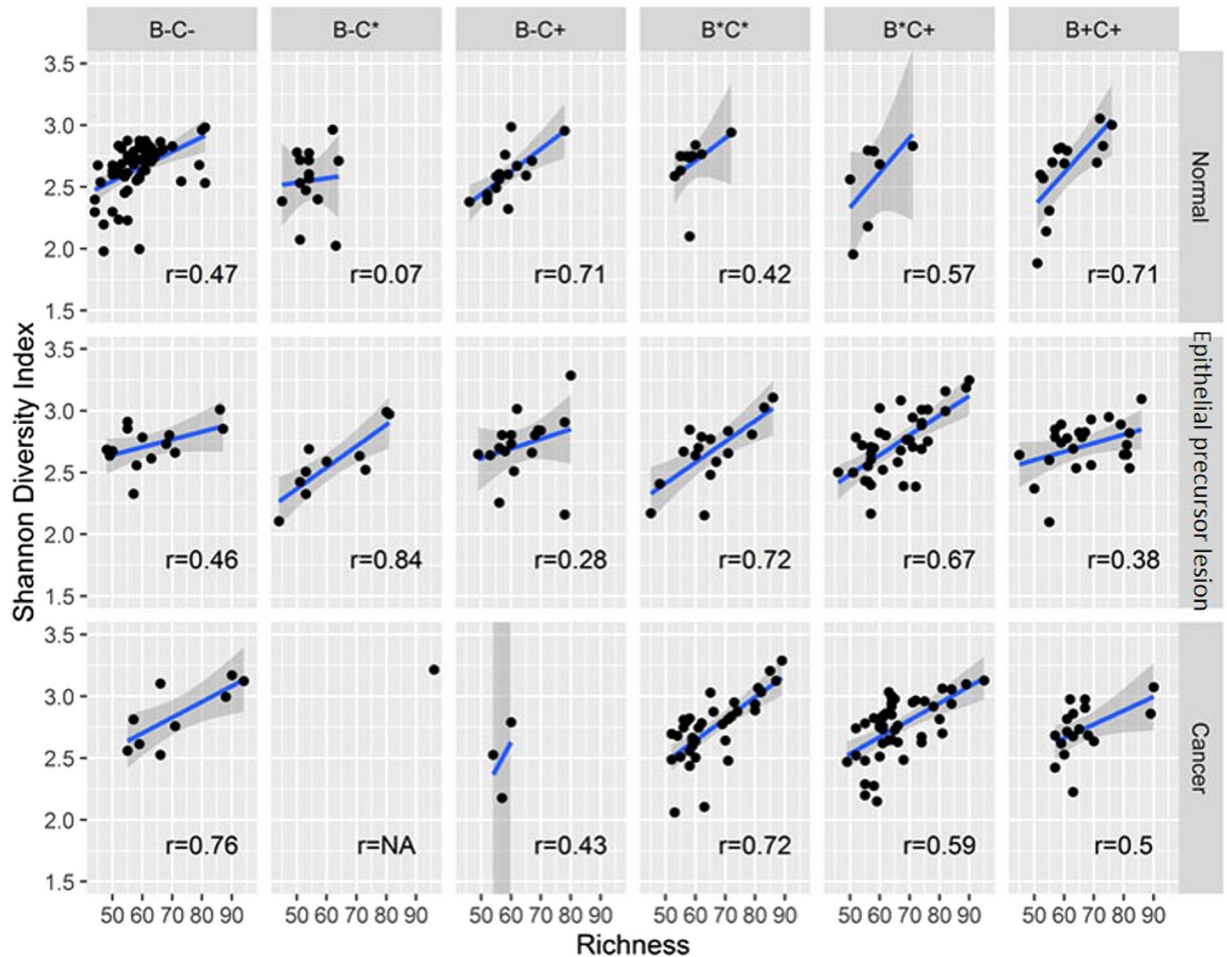 B-C- B-C* B-C+ B*C* B*C+ B+C+
3.5
3.0
2.5
2.0
1.5
r=0.47 r=0.07 r=0.71 r=0.42 r=0.57 r=0.71
Normal
3.5
3.0
2.5
2.0
1.5
r=0.46 r=0.84 r=0.28 r=0.72 r=0.67 r=0.38
Epithelial precursor lesion
Shannon Diversity Index
3.5
3.0
2.5
2.0
1.5
r=0.76 r=NA r=0.43 r=0.72 r=0.59 r=0.5
Cancer
50 60 70 80 90 50 60 70 80 90 50 60 70 80 90 50 60 70 80 90 50 60 70 80 90 50 60 70 80 90
Richness